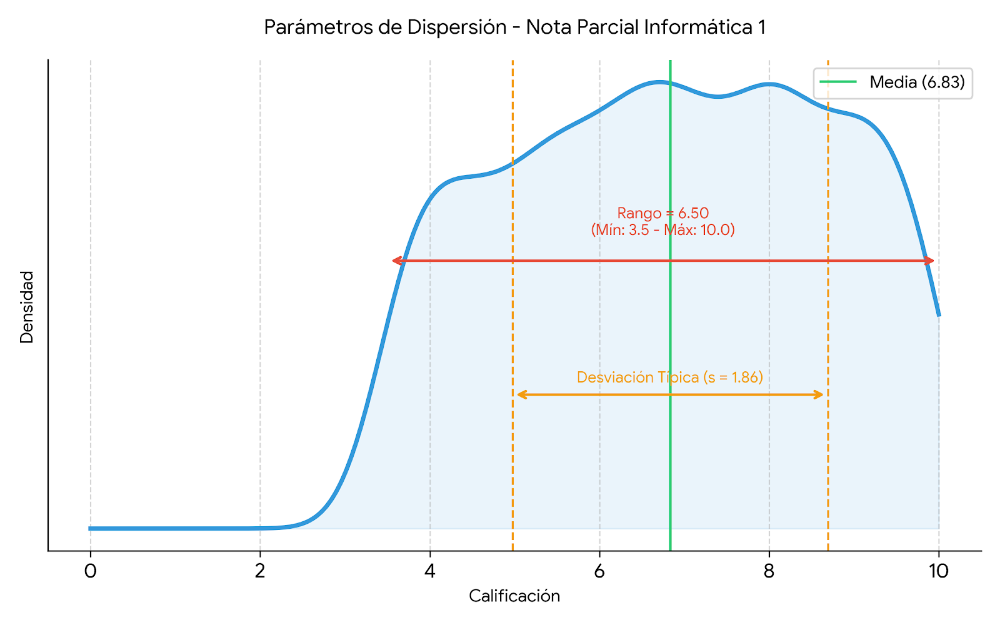 Parámetros de Dispersión - Nota Parcial Informática 1
Media (6.83)
Rango = 6.50
(Mín: 3.5 - Máx: 10.0)
Desviación Típica (s = 1.86)
Densidad
0 2 4 6 8 10
Calificación